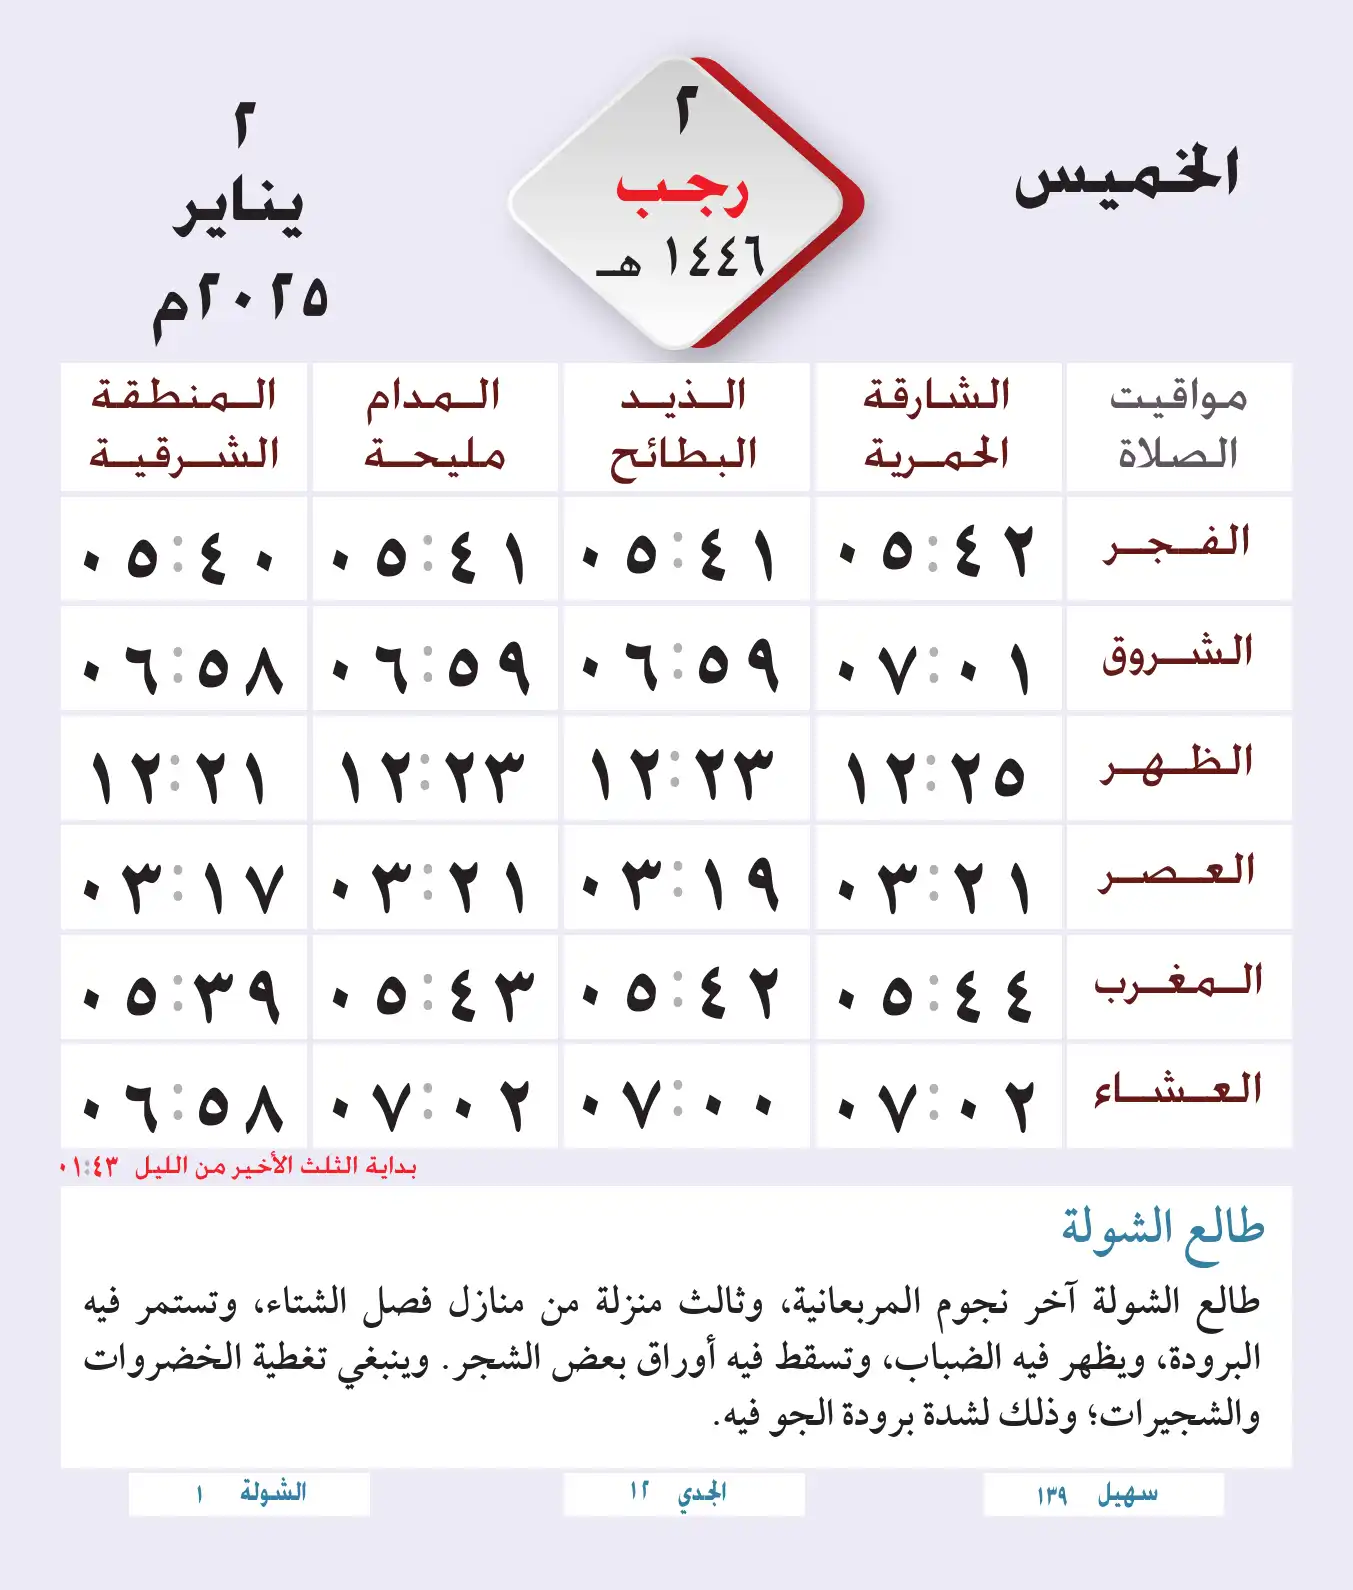 الخميس
٢
رجب
١٤٤٦ هـ
٢
يناير
٢٠٢٥م
مواقيت الصلاة الشارقة الحمرية الذيد البطائح المدام مليحة المنطقة الشرقية
الفجر ٠٥:٤٢ ٠٥:٤١ ٠٥:٤١ ٠٥:٤٠
الشروق ٠٧:٠١ ٠٦:٥٩ ٠٦:٥٩ ٠٦:٥٨
الظهر ١٢:٢٥ ١٢:٢٣ ١٢:٢٣ ١٢:٢١
العصر ٠٣:٢١ ٠٣:١٩ ٠٣:٢١ ٠٣:١٧
المغرب ٠٥:٤٤ ٠٥:٤٢ ٠٥:٤٣ ٠٥:٣٩
العشاء ٠٧:٠٢ ٠٧:٠٠ ٠٧:٠٢ ٠٦:٥٨
بداية الثلث الأخير من الليل ٠١:٤٣
طالع الشولة
طالع الشولة آخر نجوم المربعانية، وثالث منزلة من منازل فصل الشتاء، وتستمر فيه
البرودة، ويظهر فيه الضباب، وتسقط فيه أوراق بعض الشجر. وينبغي تغطية الخضروات
والشجيرات؛ وذلك لشدة برودة الجو فيه.
سهيل ١٣٩
الجدي ١٢
الشولة ١